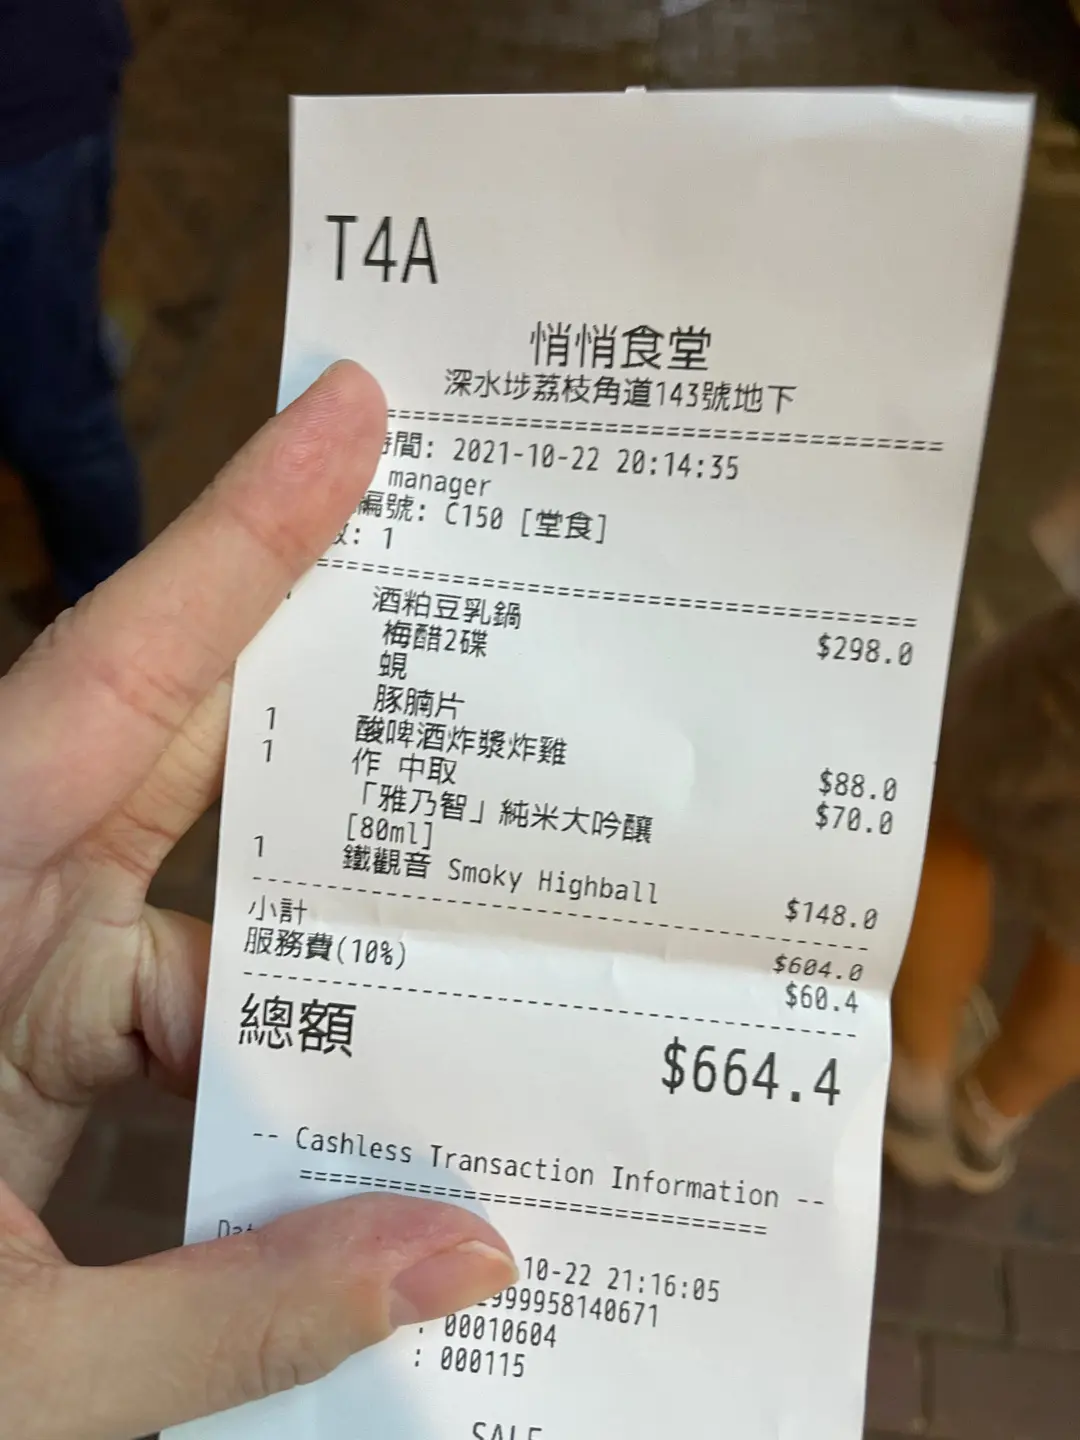 T4A
悄悄食堂
深水埗荔枝角道143號地下
================================
時間: 2021-10-22 20:14:35
manager
編號: C150 [堂食]
數: 1
================================
酒粕豆乳鍋 $298.0
梅醋2碟
蜆
豚腩片
1 酸啤酒炸漿炸雞 $88.0
1 作 中取 $70.0
「雅乃智」純米大吟釀
[80ml]
1 鐵觀音 Smoky Highball $148.0
小計 $604.0
服務費(10%) $60.4
總額 $664.4
-- Cashless Transaction Information --
================================
10-22 21:16:05
999958140671
: 00010604
: 000115
SALE